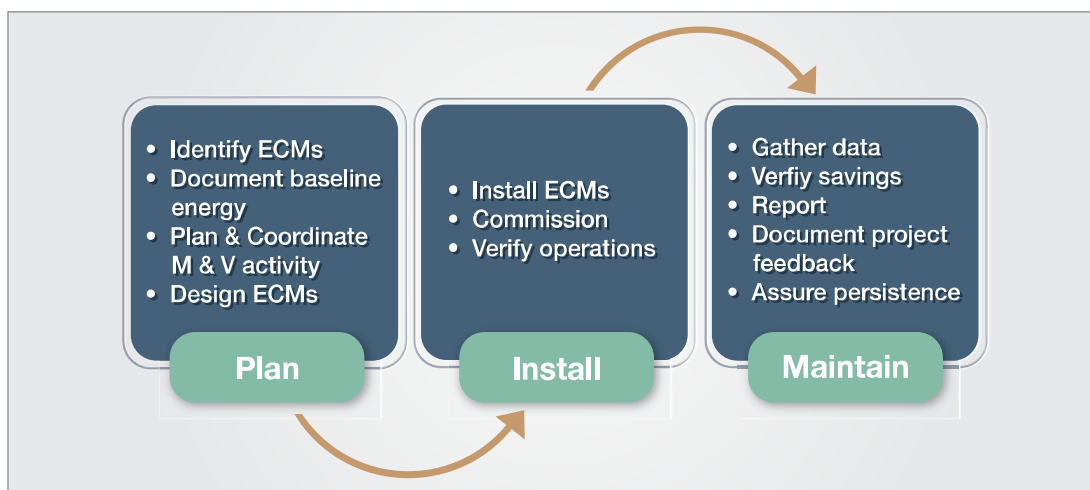 • Identify ECMs
• Document baseline
energy
• Plan & Coordinate
M & V activity
• Design ECMs
Plan
• Install ECMs
• Commission
• Verify operations
Install
• Gather data
• Verfiy savings
• Report
• Document project
feedback
• Assure persistence
Maintain